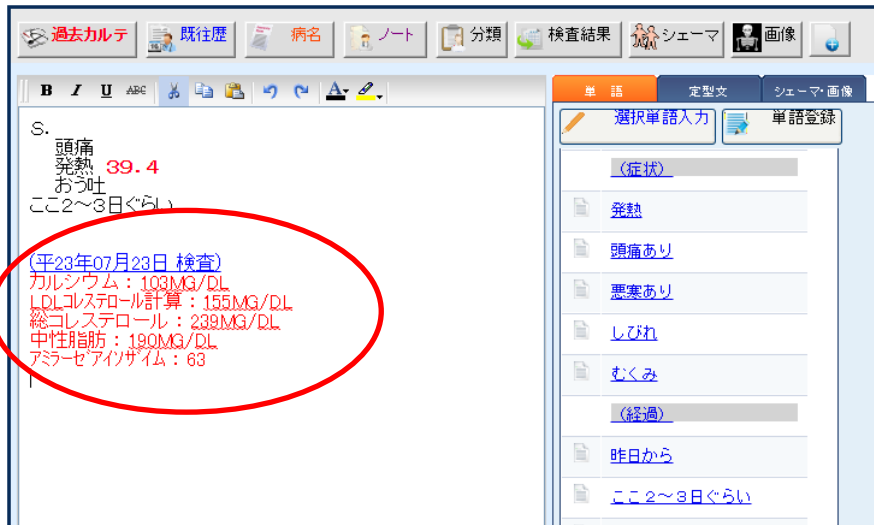 過去カルテ 既往歴 病名 ノート 分類 検査結果 シェーマ 画像
B I U ABC A
単語 定型文 シェーマ・画像
選択単語入力 単語登録
S.
頭痛
発熱 39.4
おう吐
ここ2～3日ぐらい
(平23年07月23日 検査)
カルシウム : 103MG/DL
LDLコレステロール計算 : 155MG/DL
総コレステロール : 239MG/DL
中性脂肪 : 190MG/DL
アミラーゼアイソザイム : 63
(症状)
発熱
頭痛あり
悪寒あり
しびれ
むくみ
(経過)
昨日から
ここ2～3日ぐらい